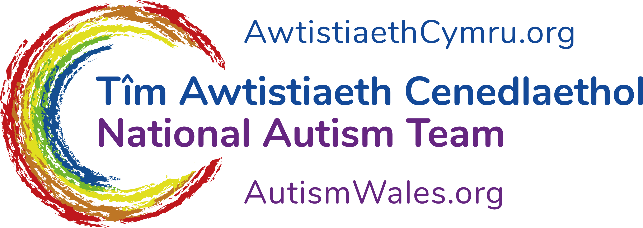 AwtistiaethCymru.org
Tîm Awtistiaeth Cenedlaethol
National Autism Team
AutismWales.org